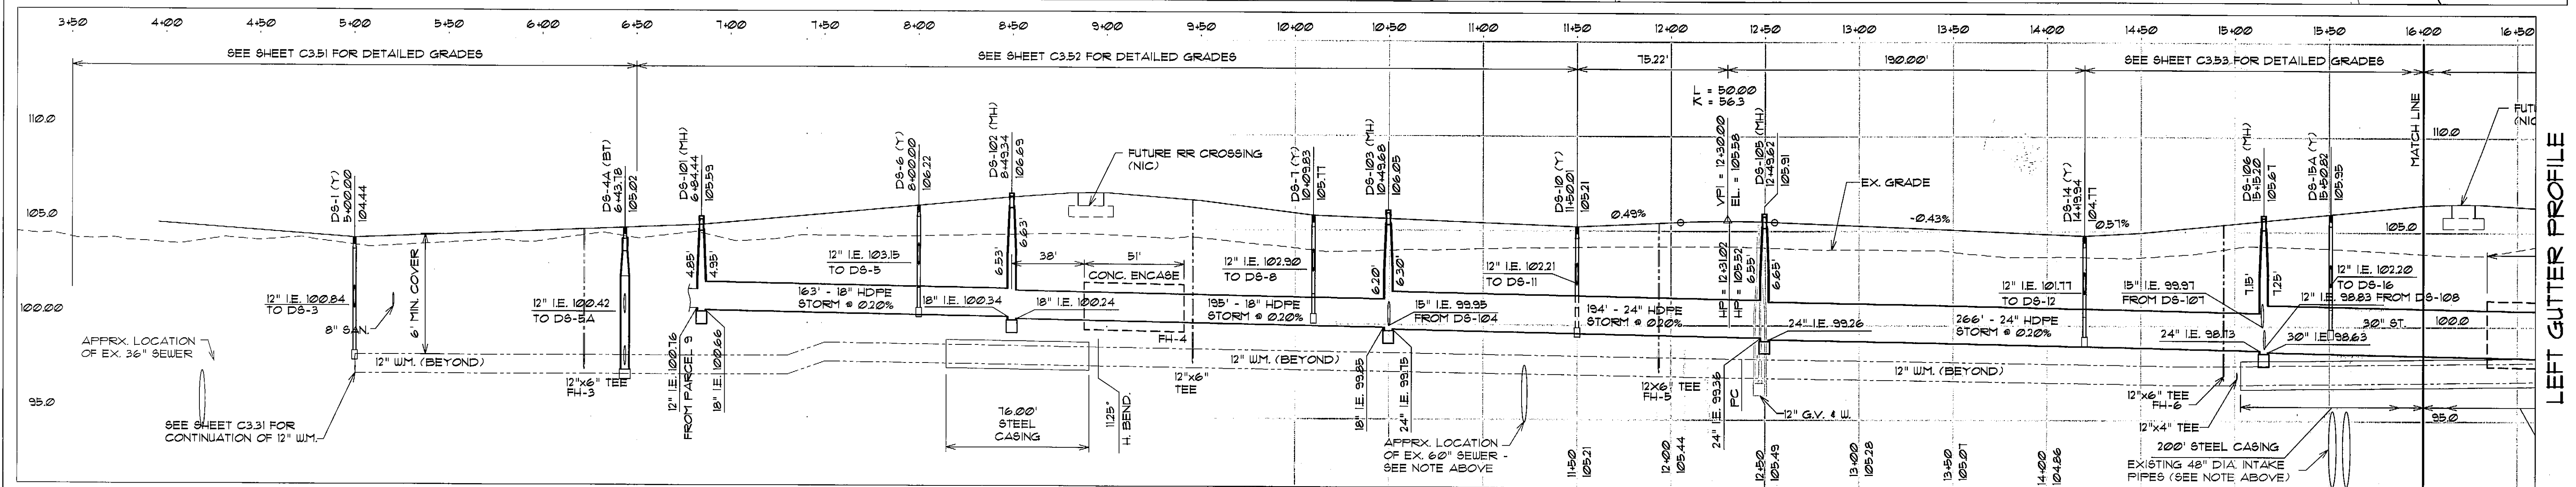 3+50 4+00 4+50 5+00 5+50 6+00 6+50 7+00 7+50 8+00 8+50 9+00 9+50 10+00 10+50 11+00 11+50 12+00 12+50 13+00 13+50 14+00 14+50 15+00 15+50 16+00 16+50
SEE SHEET C3.51 FOR DETAILED GRADES
SEE SHEET C3.52 FOR DETAILED GRADES
75.22'
190.00'
SEE SHEET C3.53 FOR DETAILED GRADES
110.0
105.0
100.00
95.0
DS-1 (Y)
5+00.00
104.44
DS-4A (BT)
6+43.78
105.02
DS-101 (MH)
6+84.44
105.59
DS-6 (Y)
8+00.00
106.22
DS-102 (MH)
8+49.34
106.69
FUTURE RR CROSSING
(NIC)
DS-7 (Y)
10+09.83
105.77
DS-103 (MH)
10+49.68
106.05
DS-10 (Y)
11+50.01
105.21
L = 50.00
K = 56.3
VPI = 12+30.00
EL = 105.58
DS-105 (MH)
12+49.62
105.91
EX. GRADE
DS-14 (Y)
14+19.94
104.77
DS-106 (MH)
15+15.20
105.67
DS-15A (Y)
15+50.82
105.95
MATCH LINE
110.0
105.0
100.0
95.0
0.49%
-0.43%
0.57%
HP = 12+31.02
HP = 105.52
6' MIN. COVER
4.85'
4.95'
6.53'
6.63'
6.20'
6.30'
6.55'
6.65'
7.15'
7.25'
38'
51'
CONC. ENCASE
12" I.E. 100.84
TO DS-3
8" SAN.
12" I.E. 100.42
TO DS-5A
12" I.E. 103.15
TO DS-5
163' - 18" HDPE
STORM @ 0.20%
18" I.E. 100.34
18" I.E. 100.24
12" I.E. 102.90
TO DS-8
195' - 18" HDPE
STORM @ 0.20%
15" I.E. 99.95
FROM DS-104
12" I.E. 102.21
TO DS-11
194' - 24" HDPE
STORM @ 0.20%
24" I.E. 99.26
266' - 24" HDPE
STORM @ 0.20%
12" I.E. 101.77
TO DS-12
15" I.E. 99.97
FROM DS-107
12" I.E. 102.20
TO DS-16
12" I.E. 98.83 FROM DS-108
30" ST.
24" I.E. 98.73
30" I.E. 98.63
APPRX. LOCATION
OF EX. 36" SEWER
SEE SHEET C3.31 FOR
CONTINUATION OF 12" W.M.
12" W.M. (BEYOND)
12"x6" TEE
FH-3
12" I.E. 100.76
FROM PARCEL 9
18" I.E. 100.66
76.00'
STEEL
CASING
11.25°
H. BEND.
FH-4
12"x6"
TEE
12" W.M. (BEYOND)
18" I.E. 99.85
24" I.E. 99.75
APPRX. LOCATION
OF EX. 60" SEWER -
SEE NOTE ABOVE
12x6" TEE
FH-5
24" I.E. 99.36
PC
12" G.V. & W.
12" W.M. (BEYOND)
12"x6" TEE
FH-6
12"x4" TEE
200' STEEL CASING
EXISTING 48" DIA. INTAKE
PIPES (SEE NOTE ABOVE)
11+50
105.21
12+00
105.44
12+50
105.49
13+00
105.28
13+50
105.07
14+00
104.86
LEFT GUTTER PROFILE